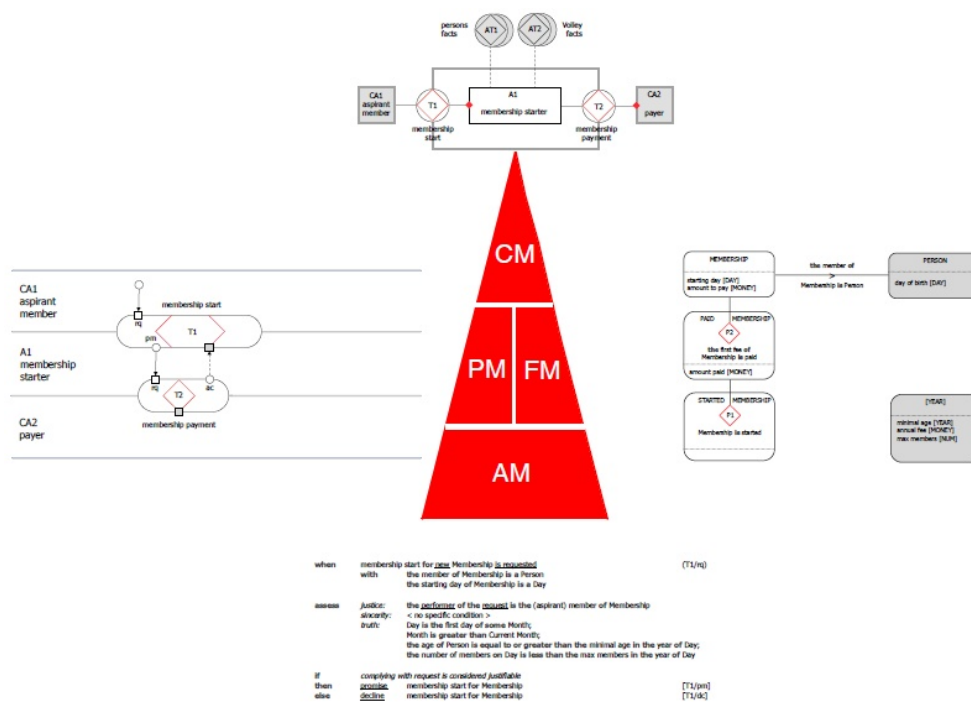 persons
facts
AT1
AT2
Volley
facts
CA1
aspirant
member
T1
membership
start
A1
membership starter
T2
membership
payment
CA2
payer
CM
PM
FM
AM
CA1
aspirant
member
A1
membership
starter
CA2
payer
membership start
rq
T1
pm
rq
T2
ac
membership payment
MEMBERSHIP
starting day [DAY]
amount to pay [MONEY]
the member of
Membership is Person
PERSON
day of birth [DAY]
PAID MEMBERSHIP
P2
the first fee of
Membership is paid
amount paid [MONEY]
STARTED MEMBERSHIP
P1
Membership is started
[YEAR]
minimal age [YEAR]
annual fee [MONEY]
max members [NUM]
when membership start for new Membership is requested (T1/rq)
with the member of Membership is a Person
the starting day of Membership is a Day
assess justice: the performer of the request is the (aspirant) member of Membership
sincerity: < no specific condition >
truth: Day is the first day of some Month;
Month is greater than Current Month;
the age of Person is equal to or greater than the minimal age in the year of Day;
the number of members on Day is less than the max members in the year of Day
if complying with request is considered justifiable
then promise membership start for Membership [T1/pm]
else decline membership start for Membership [T1/dc]